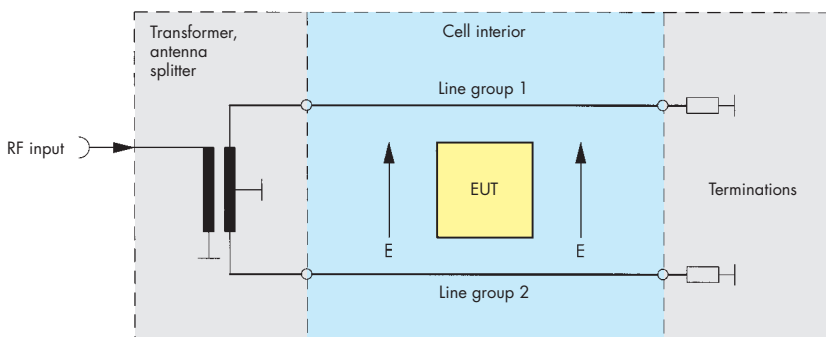 Transformer,
antenna
splitter
Cell interior
Line group 1
RF input
EUT
E
E
Terminations
Line group 2